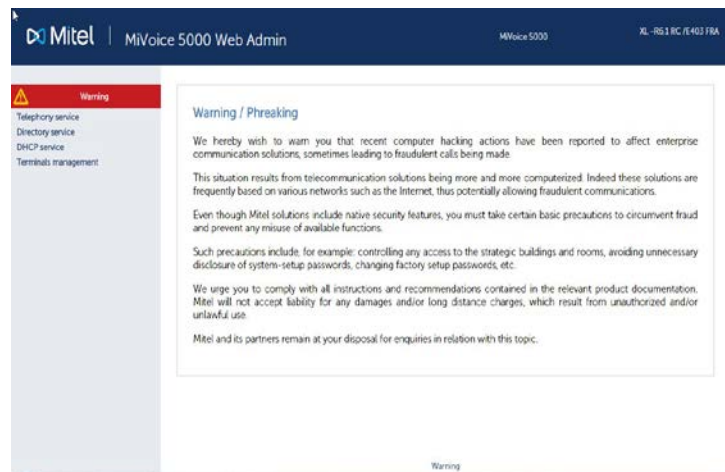 Mitel | MiVoice 5000 Web Admin
MiVoice 5000
XL -R6.1 RC /E403 FRA
Warning
Telephony service
Directory service
DHCP service
Terminals management
Warning / Phreaking
We hereby wish to warn you that recent computer hacking actions have been reported to affect enterprise
communication solutions, sometimes leading to fraudulent calls being made
This situation results from telecommunication solutions being more and more computerized. Indeed these solutions are
frequently based on various networks such as the Internet, thus potentially allowing fraudulent communications.
Even though Mitel solutions include native security features, you must take certain basic precautions to circumvent fraud
and prevent any misuse of available functions.
Such precautions include, for example: controlling any access to the strategic buildings and rooms, avoiding unnecessary
disclosure of system-setup passwords, changing factory setup passwords, etc.
We urge you to comply with all instructions and recommendations contained in the relevant product documentation.
Mitel will not accept liability for any damages and/or long distance charges, which result from unauthorized and/or
unlawful use.
Mitel and its partners remain at your disposal for enquiries in relation with this topic.
Warning